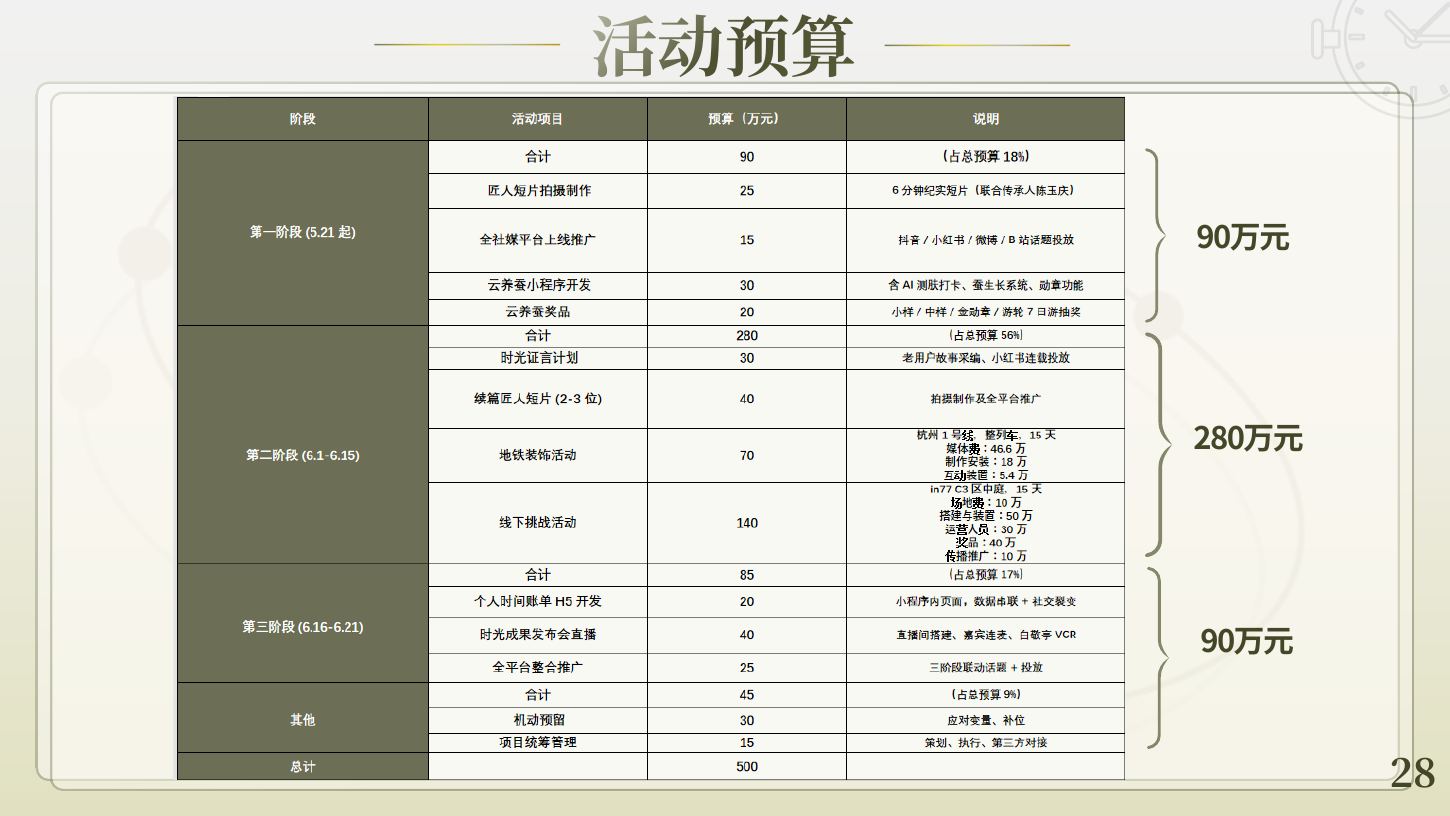 活动预算
阶段 活动项目 预算（万元） 说明
第一阶段 (5.21 起)
合计 90 (占总预算 18%)
匠人短片拍摄制作 25 6 分钟纪实短片（联合传承人陈玉庆）
全社媒平台上线推广 15 抖音 / 小红书 / 微博 / B 站话题投放
云养蚕小程序开发 30 含 AI 测肤打卡、蚕生长系统、勋章功能
云养蚕奖品 20 小样 / 中样 / 金勋章 / 游轮 7 日游抽奖
90万元
第二阶段 (6.1-6.15)
合计 280 (占总预算 56%)
时光证言计划 30 老用户故事采编、小红书连载投放
续篇匠人短片 (2-3 位) 40 拍摄制作及全平台推广
地铁装饰活动 70
杭州 1 号线，整列车，15 天
媒体费：46.6 万
制作安装：18 万
互动装置：5.4 万
线下挑战活动 140
in77 C3 区中庭，15 天
场地费：10 万
搭建与装置：50 万
运营人员：30 万
奖品：40 万
传播推广：10 万
280万元
第三阶段 (6.16-6.21)
合计 85 (占总预算 17%)
个人时间账单 H5 开发 20 小程序内页面，数据串联 + 社交裂变
时光成果发布会直播 40 直播间搭建、嘉宾连麦、白敬亭 VCR
全平台整合推广 25 三阶段联动话题 + 投放
其他
合计 45 (占总预算 9%)
机动预留 30 应对变量、补位
项目统筹管理 15 策划、执行、第三方对接
90万元
总计 500
28